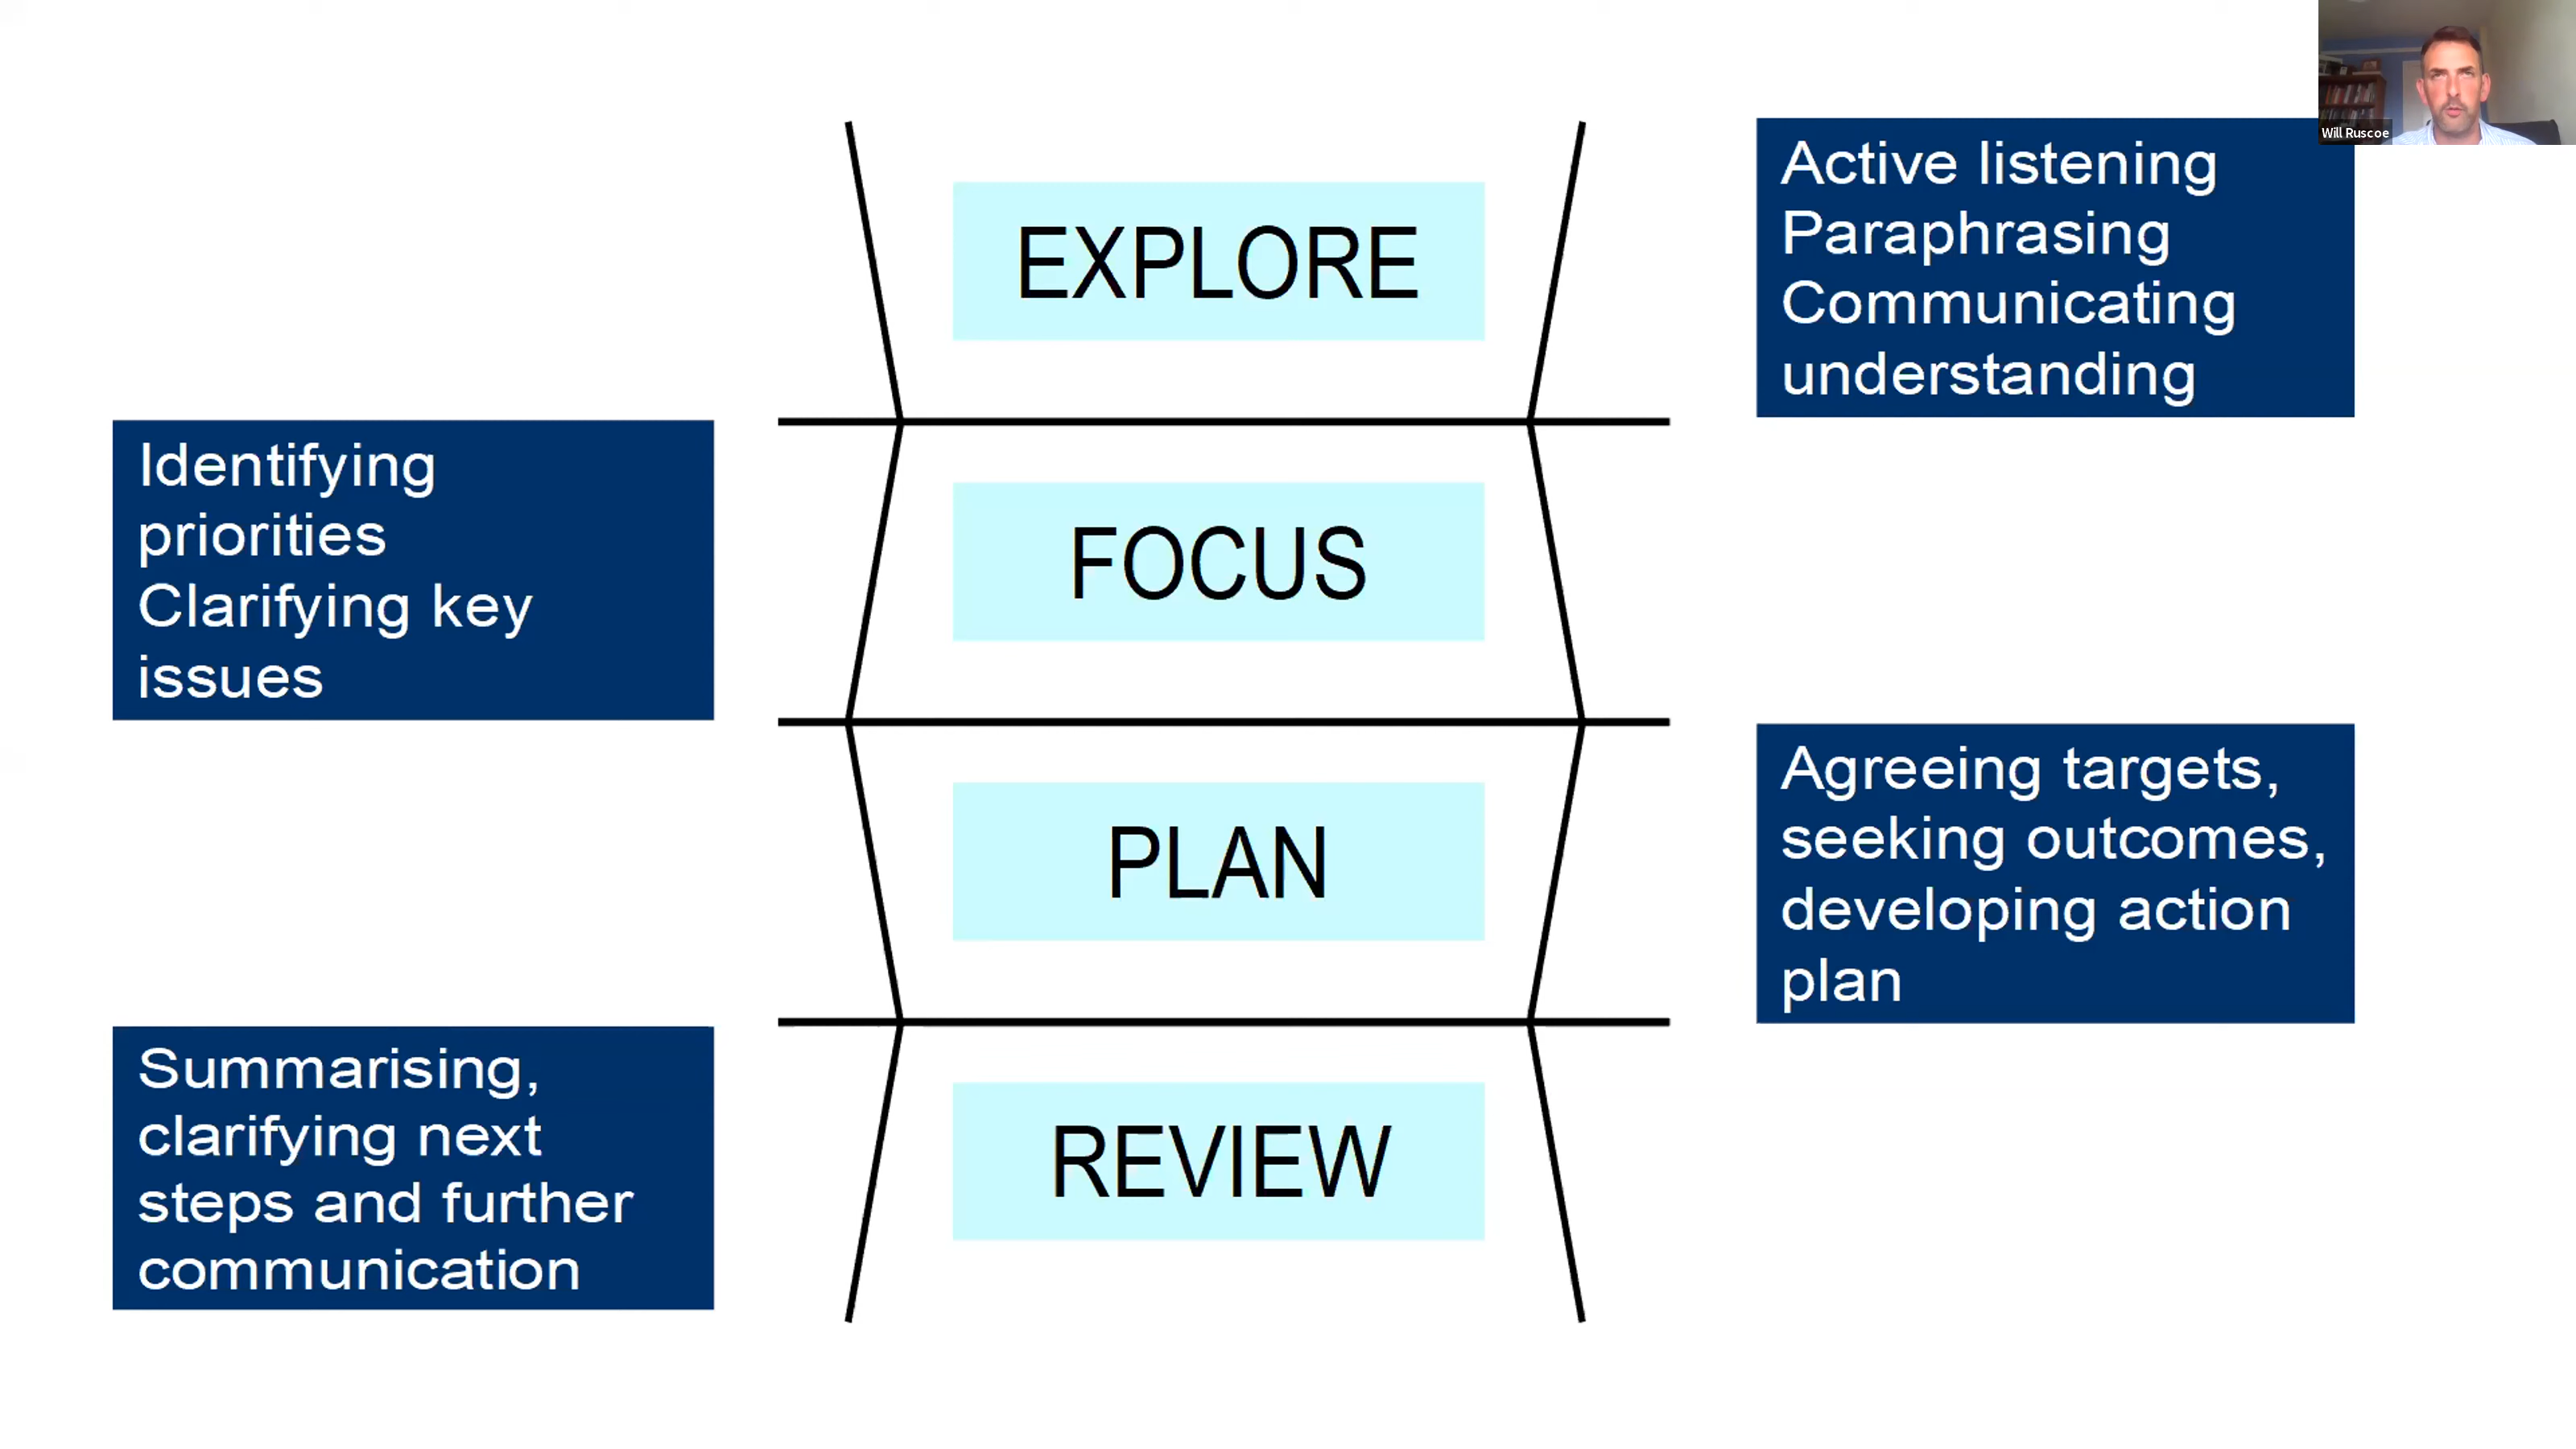 Will Ruscoe
EXPLORE
Active listening
Paraphrasing
Communicating
understanding
FOCUS
Identifying
priorities
Clarifying key
issues
PLAN
Agreeing targets,
seeking outcomes,
developing action
plan
REVIEW
Summarising,
clarifying next
steps and further
communication